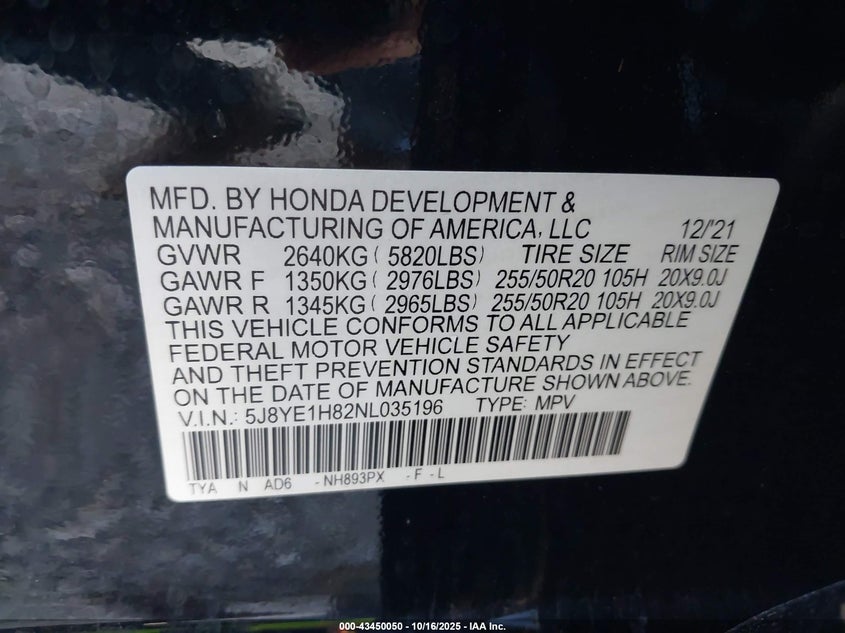 MFD. BY HONDA DEVELOPMENT &
MANUFACTURING OF AMERICA, LLC 12/'21
GVWR 2640KG ( 5820LBS) TIRE SIZE RIM SIZE
GAWR F 1350KG ( 2976LBS) 255/50R20 105H 20X9.0J
GAWR R 1345KG ( 2965LBS) 255/50R20 105H 20X9.0J
THIS VEHICLE CONFORMS TO ALL APPLICABLE
FEDERAL MOTOR VEHICLE SAFETY
AND THEFT PREVENTION STANDARDS IN EFFECT
ON THE DATE OF MANUFACTURE SHOWN ABOVE.
V.I.N.: 5J8YE1H82NL035196 TYPE: MPV
TYA N AD6 -NH893PX -F -L
000-43450050 - 10/16/2025 - IAA Inc.